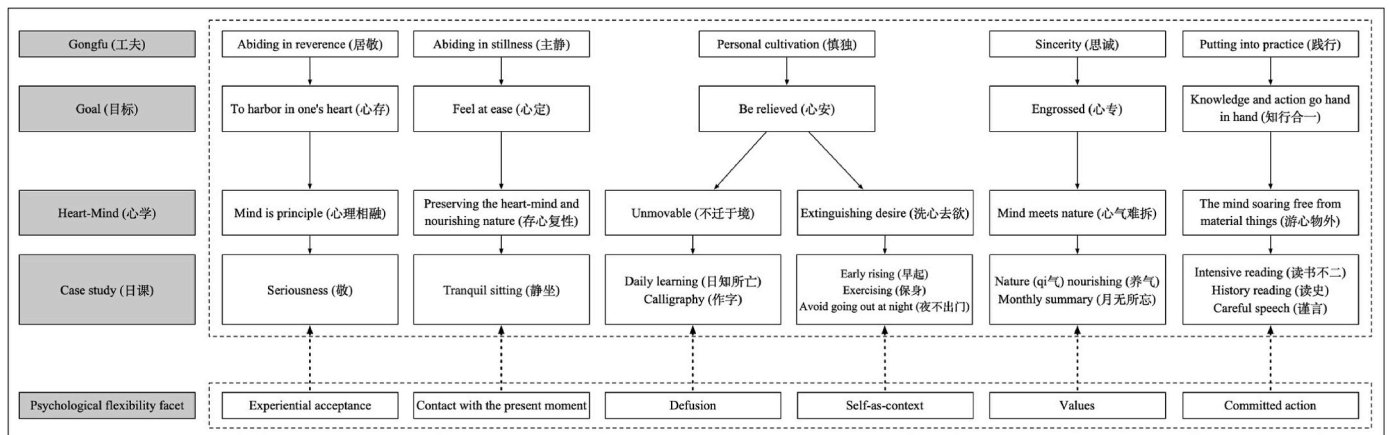 Gongfu (工夫)
Abiding in reverence (居敬)
Abiding in stillness (主静)
Personal cultivation (慎独)
Sincerity (思诚)
Putting into practice (践行)
Goal (目标)
To harbor in one's heart (心存)
Feel at ease (心定)
Be relieved (心安)
Engrossed (心专)
Knowledge and action go hand
in hand (知行合一)
Heart-Mind (心学)
Mind is principle (心理相融)
Preserving the heart-mind and
nourishing nature (存心复性)
Unmovable (不迁于境)
Extinguishing desire (洗心去欲)
Mind meets nature (心气难拆)
The mind soaring free from
material things (游心物外)
Case study (日课)
Seriousness (敬)
Tranquil sitting (静坐)
Daily learning (日知所亡)
Calligraphy (作字)
Early rising (早起)
Exercising (保身)
Avoid going out at night (夜不出门)
Nature (qi气) nourishing (养气)
Monthly summary (月无所忘)
Intensive reading (读书不二)
History reading (读史)
Careful speech (谨言)
Psychological flexibility facet
Experiential acceptance
Contact with the present moment
Defusion
Self-as-context
Values
Committed action